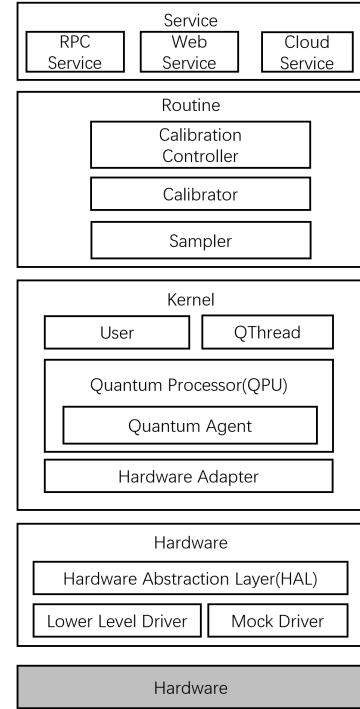 Service
RPC
Service
Web
Service
Cloud
Service
Routine
Calibration
Controller
Calibrator
Sampler
Kernel
User
QThread
Quantum Processor(QPU)
Quantum Agent
Hardware Adapter
Hardware
Hardware Abstraction Layer(HAL)
Lower Level Driver
Mock Driver
Hardware